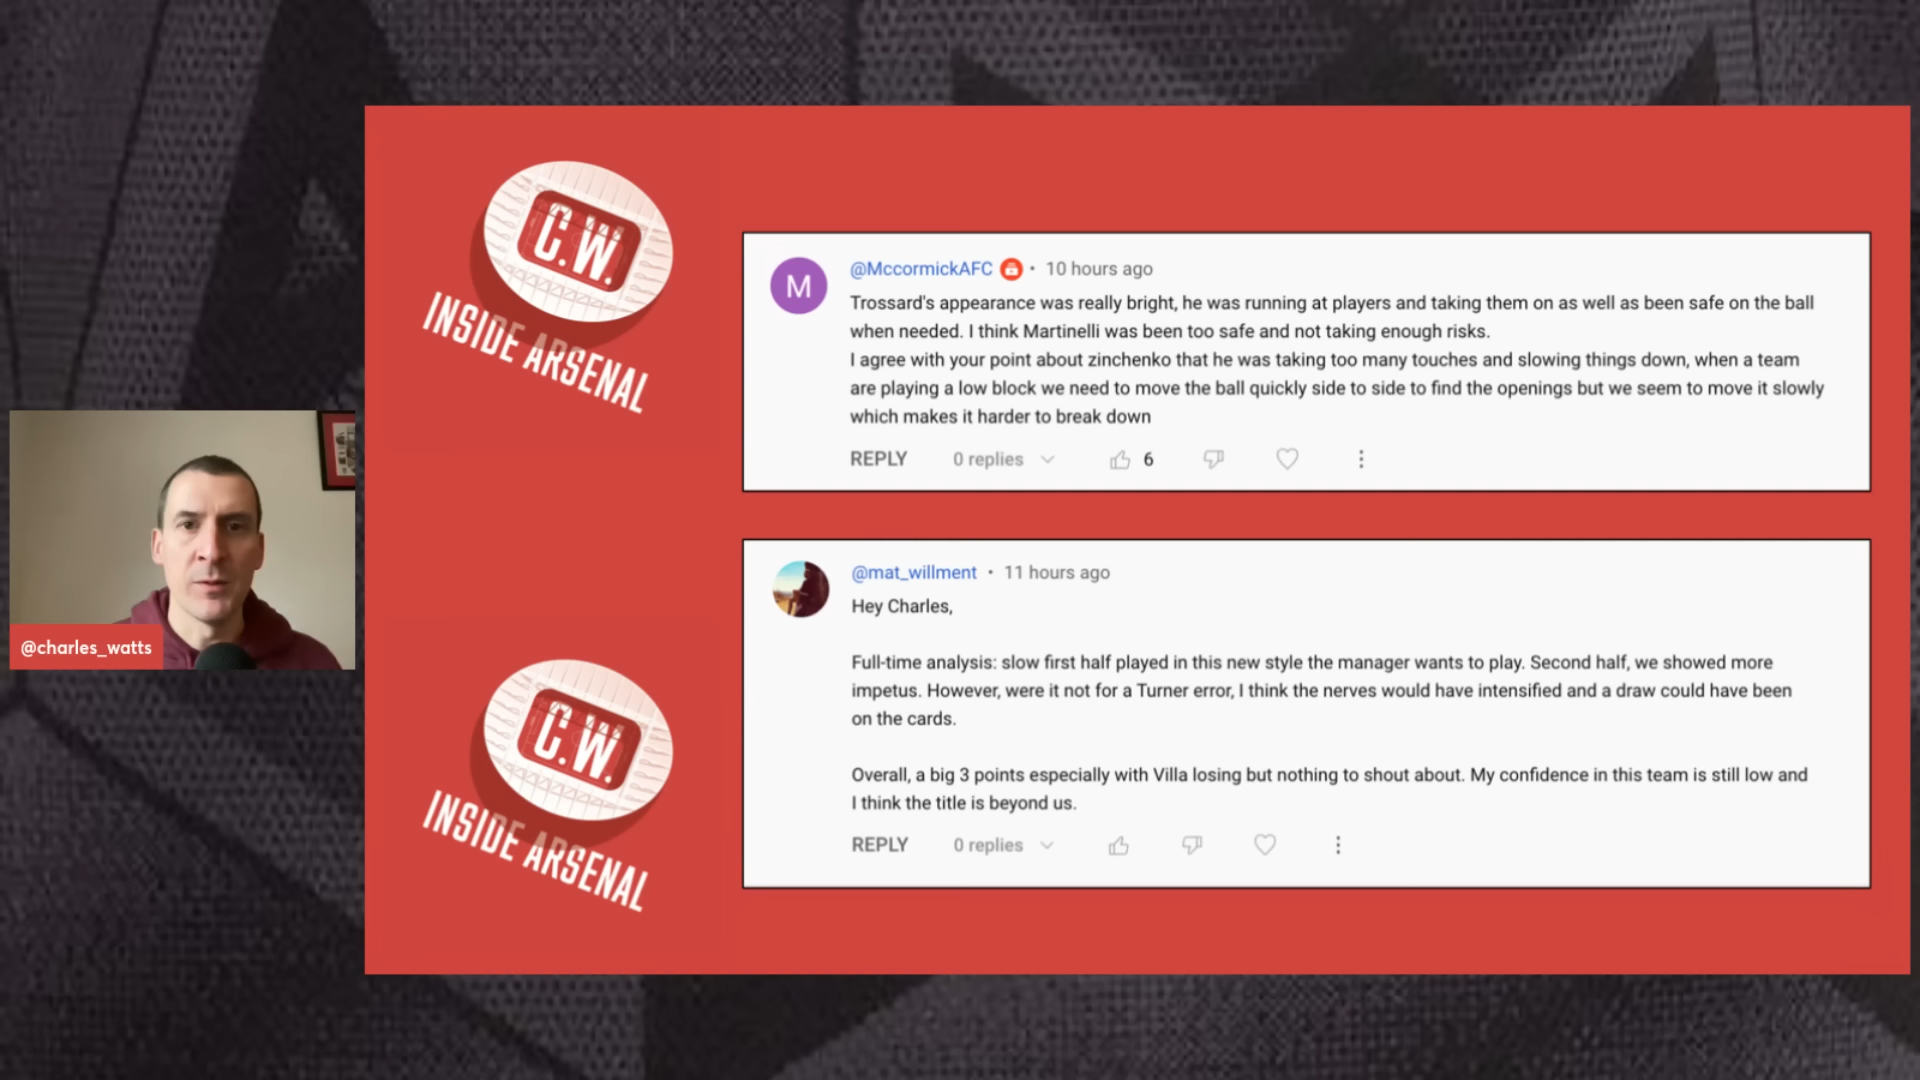 C.W.
INSIDE ARSENAL
M
@MccormickAFC · 10 hours ago
Trossard's appearance was really bright, he was running at players and taking them on as well as been safe on the ball
when needed. I think Martinelli was been too safe and not taking enough risks.
I agree with your point about zinchenko that he was taking too many touches and slowing things down, when a team
are playing a low block we need to move the ball quickly side to side to find the openings but we seem to move it slowly
which makes it harder to break down
REPLY 0 replies 6
@charles_watts
C.W.
INSIDE ARSENAL
@mat_willment · 11 hours ago
Hey Charles,
Full-time analysis: slow first half played in this new style the manager wants to play. Second half, we showed more
impetus. However, were it not for a Turner error, I think the nerves would have intensified and a draw could have been
on the cards.
Overall, a big 3 points especially with Villa losing but nothing to shout about. My confidence in this team is still low and
I think the title is beyond us.
REPLY 0 replies